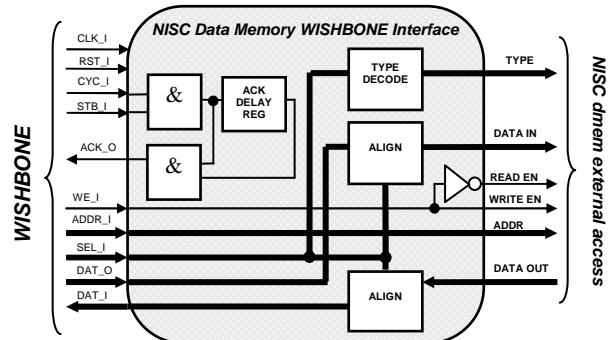 NISC Data Memory WISHBONE Interface
WISHBONE
CLK_I
RST_I
CYC_I
STB_I
ACK_O
WE_I
ADDR_I
SEL_I
DAT_O
DAT_I
&
&
ACK
DELAY
REG
TYPE
DECODE
ALIGN
ALIGN
TYPE
DATA IN
READ EN
WRITE EN
ADDR
DATA OUT
NISC dmem external access